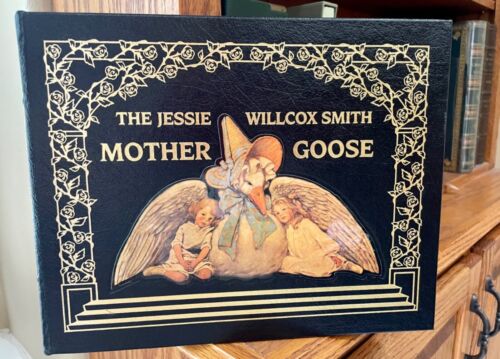 THE JESSIE WILLCOX SMITH
MOTHER GOOSE